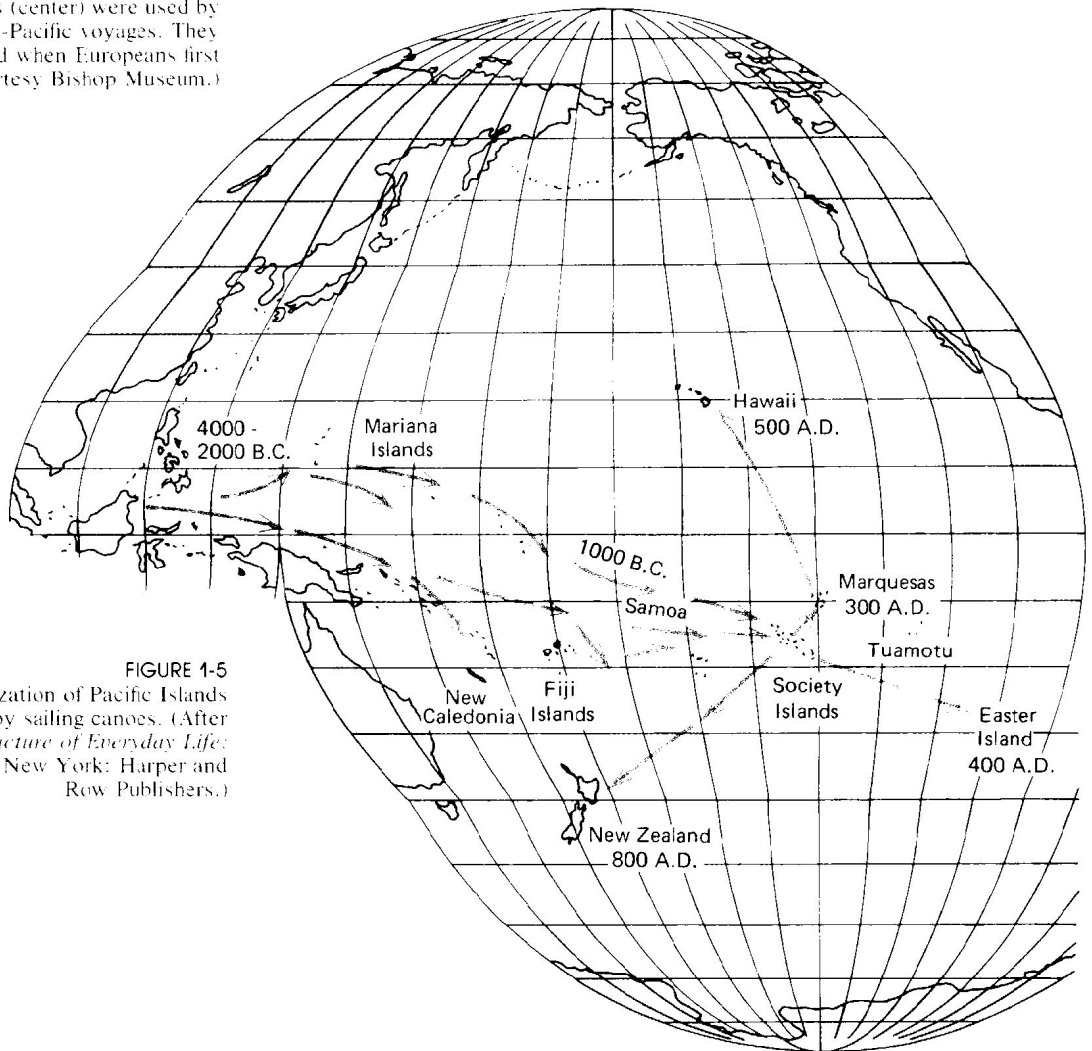 s (center) were used by
-Pacific voyages. They
d when Europeans first
rtesy Bishop Museum.)
Hawaii
500 A.D.
4000 -
2000 B.C.
Mariana
Islands
1000 B.C.
Marquesas
300 A.D.
Samoa
Tuamotu
New
Caledonia
Fiji
Islands
Society
Islands
Easter
Island
400 A.D.
FIGURE 1-5
zation of Pacific Islands
by sailing canoes. (After
ucture of Everyday Life:
New York: Harper and
Row Publishers.)
New Zealand
800 A.D.